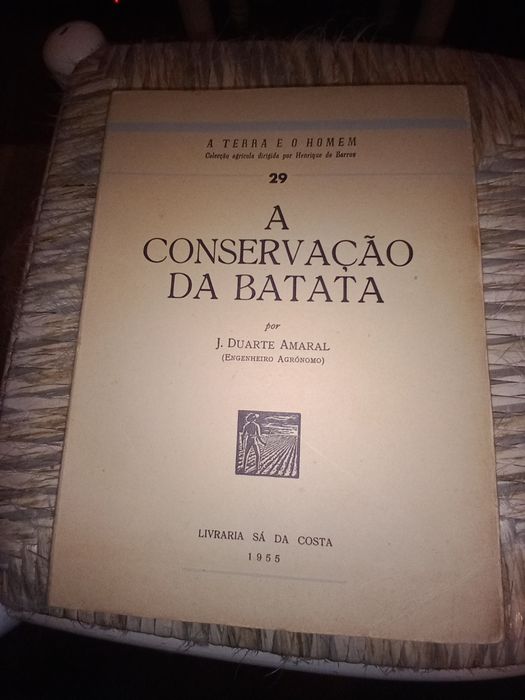 A TERRA E O HOMEM
Colecção agrícola dirigida por Henrique de Barros
29
A
CONSERVAÇÃO
DA BATATA
por
J. DUARTE AMARAL
(ENGENHEIRO AGRÓNOMO)
LIVRARIA SÁ DA COSTA
1955